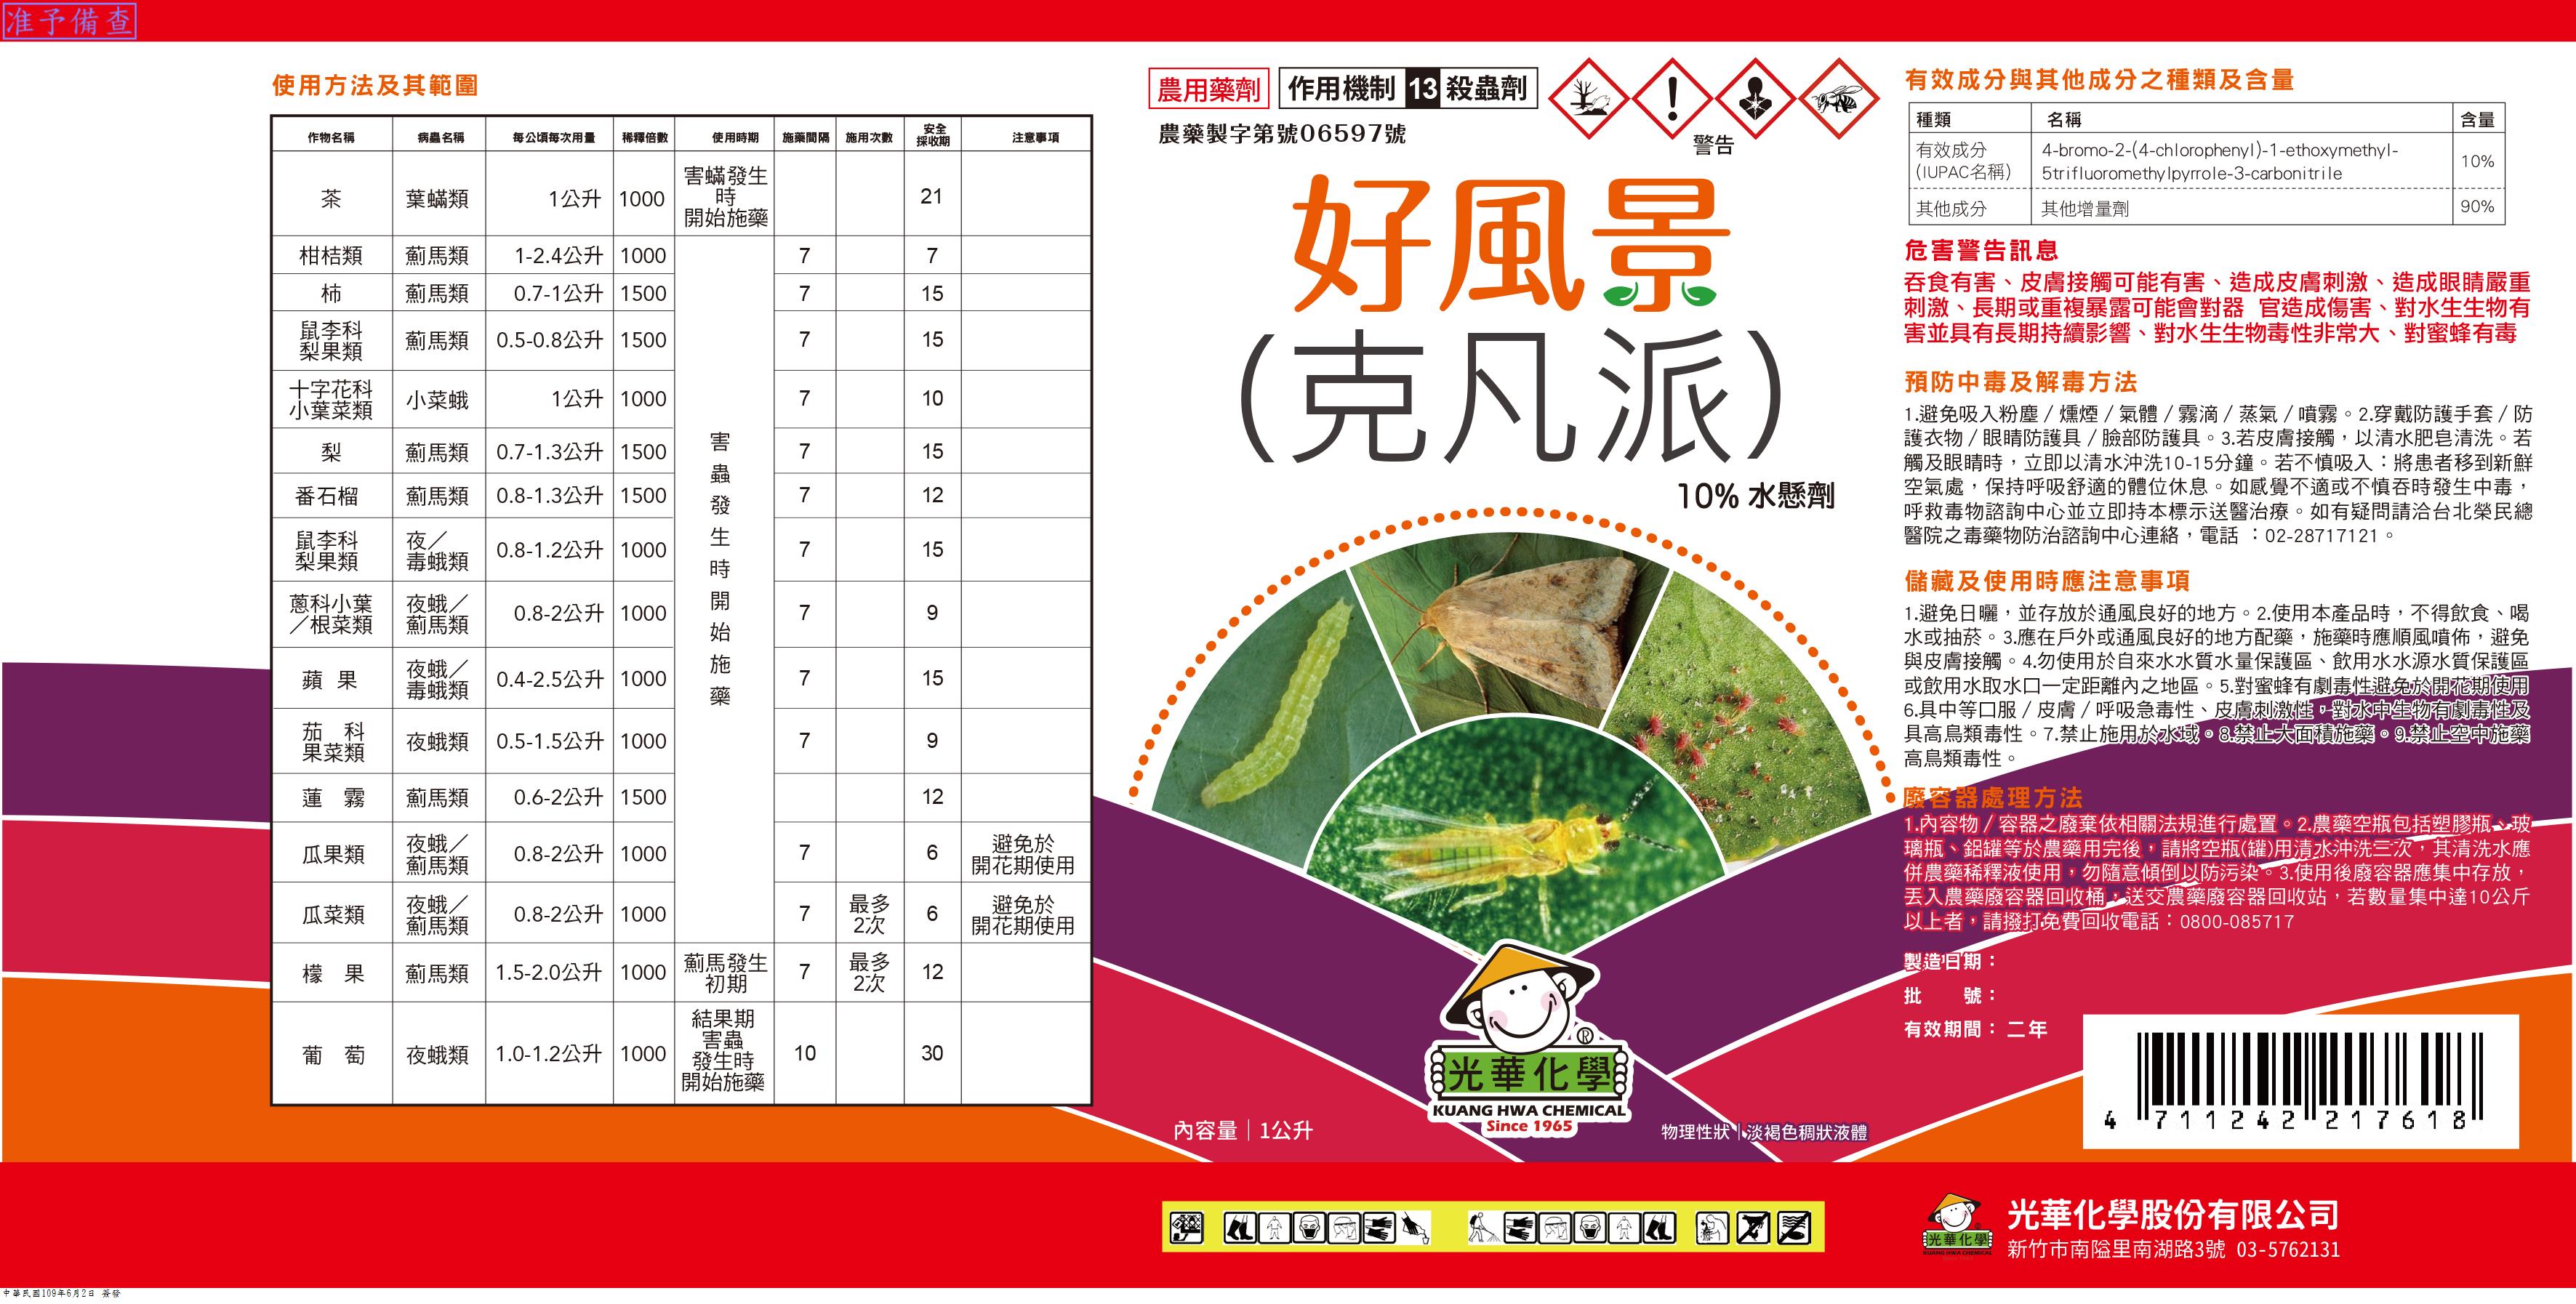 准予備查
使用方法及其範圍
作物名稱 病蟲名稱 每公頃每次用量 稀釋倍數 使用時期 施藥間隔 施用次數 安全採收期 注意事項
茶 葉蟎類 1公升 1000 害蟎發生時開始施藥 21
害蟲發生時開始施藥
柑桔類 薊馬類 1-2.4公升 1000 7 7
柿 薊馬類 0.7-1公升 1500 7 15
鼠李科梨果類 薊馬類 0.5-0.8公升 1500 7 15
十字花科小葉菜類 小菜蛾 1公升 1000 7 10
梨 薊馬類 0.7-1.3公升 1500 7 15
番石榴 薊馬類 0.8-1.3公升 1500 7 12
鼠李科梨果類 夜／毒蛾類 0.8-1.2公升 1000 7 15
蔥科小葉／根菜類 夜蛾／薊馬類 0.8-2公升 1000 7 9
蘋 果 夜蛾／毒蛾類 0.4-2.5公升 1000 7 15
茄 科果菜類 夜蛾類 0.5-1.5公升 1000 7 9
蓮 霧 薊馬類 0.6-2公升 1500 12
瓜果類 夜蛾／薊馬類 0.8-2公升 1000 7 6 避免於開花期使用
瓜菜類 夜蛾／薊馬類 0.8-2公升 1000 7 最多2次 6 避免於開花期使用
檬 果 薊馬類 1.5-2.0公升 1000 薊馬發生初期 7 最多2次 12
葡 萄 夜蛾類 1.0-1.2公升 1000 結果期害蟲發生時開始施藥 10 30
農用藥劑 作用機制 13 殺蟲劑
農藥製字第號06597號
警告
好風景
(克凡派)
10% 水懸劑
®
光華化學
KUANG HWA CHEMICAL
Since 1965
內容量｜1公升
物理性狀｜淡褐色稠狀液體
有效成分與其他成分之種類及含量
種類 名稱 含量
有效成分 4-bromo-2-(4-chlorophenyl)-1-ethoxymethyl- 10%
(IUPAC名稱) 5trifluoromethylpyrrole-3-carbonitrile
其他成分 其他增量劑 90%
危害警告訊息
吞食有害、皮膚接觸可能有害、造成皮膚刺激、造成眼睛嚴重
刺激、長期或重複暴露可能會對器 官造成傷害、對水生生物有
害並具有長期持續影響、對水生生物毒性非常大、對蜜蜂有毒
預防中毒及解毒方法
1.避免吸入粉塵／燻煙／氣體／霧滴／蒸氣／噴霧。2.穿戴防護手套／防
護衣物／眼睛防護具／臉部防護具。3.若皮膚接觸，以清水肥皂清洗。若
觸及眼睛時，立即以清水沖洗10-15分鐘。若不慎吸入：將患者移到新鮮
空氣處，保持呼吸舒適的體位休息。如感覺不適或不慎吞時發生中毒，
呼救毒物諮詢中心並立即持本標示送醫治療。如有疑問請洽台北榮民總
醫院之毒藥物防治諮詢中心連絡，電話 ：02-28717121。
儲藏及使用時應注意事項
1.避免日曬，並存放於通風良好的地方。2.使用本產品時，不得飲食、喝
水或抽菸。3.應在戶外或通風良好的地方配藥，施藥時應順風噴佈，避免
與皮膚接觸。4.勿使用於自來水水質水量保護區、飲用水水源水質保護區
或飲用水取水口一定距離內之地區。5.對蜜蜂有劇毒性避免於開花期使用
6.具中等口服／皮膚／呼吸急毒性、皮膚刺激性，對水中生物有劇毒性及
具高鳥類毒性。7.禁止施用於水域。8.禁止大面積施藥。9.禁止空中施藥
高鳥類毒性。
廢容器處理方法
1.內容物／容器之廢棄依相關法規進行處置。2.農藥空瓶包括塑膠瓶、玻
璃瓶、鋁罐等於農藥用完後，請將空瓶(罐)用清水沖洗三次，其清洗水應
併農藥稀釋液使用，勿隨意傾倒以防污染。3.使用後廢容器應集中存放，
丟入農藥廢容器回收桶，送交農藥廢容器回收站，若數量集中達10公斤
以上者，請撥打免費回收電話：0800-085717
製造日期：
批 號：
有效期間： 二年
4 711242 217618
光華化學
KUANG HWA CHEMICAL
光華化學股份有限公司
新竹市南隘里南湖路3號 03-5762131
中華民國109年6月2日 簽發